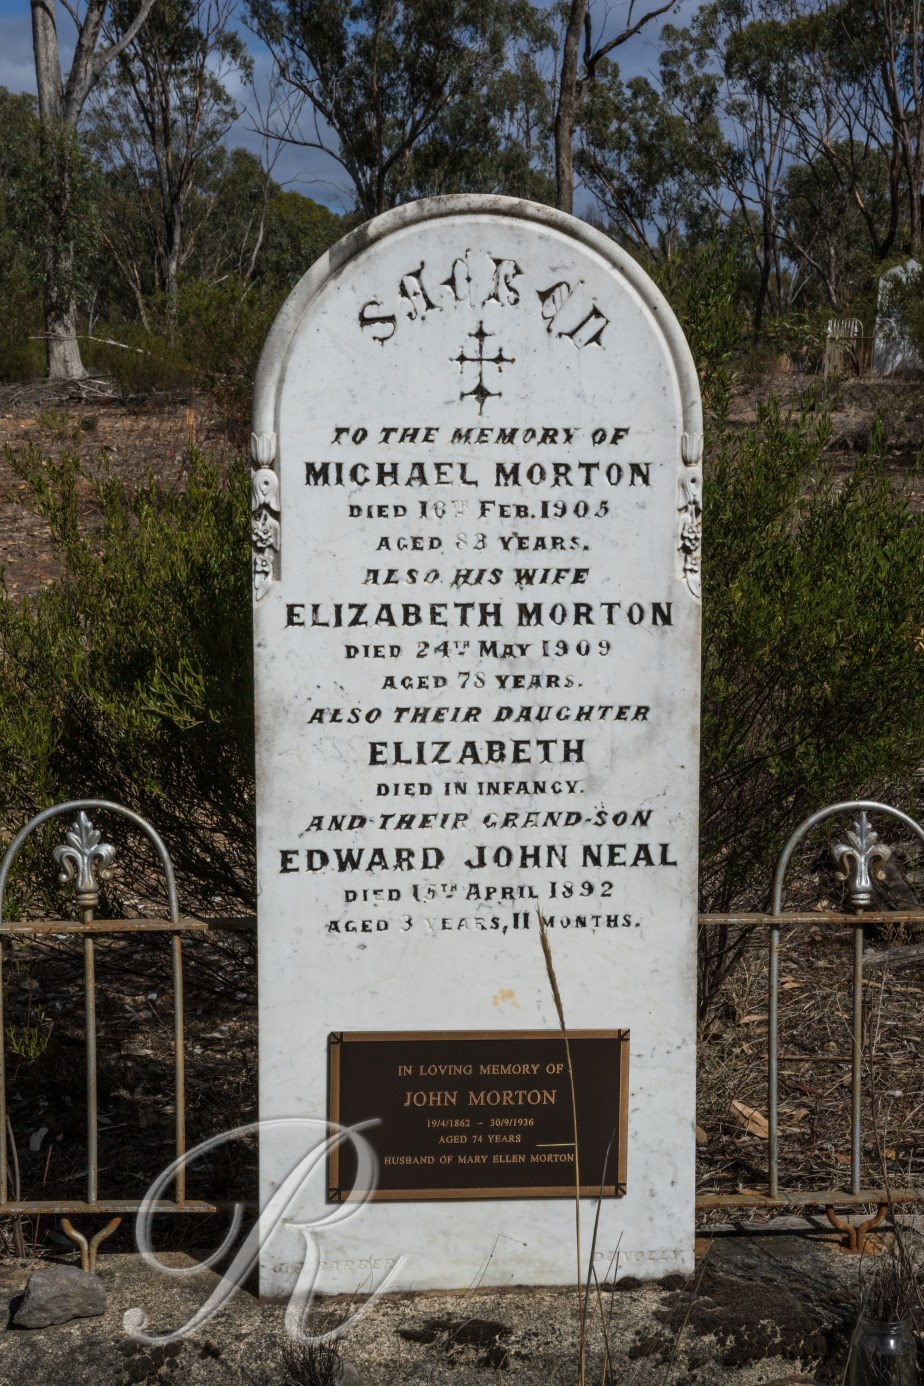 SACRED
TO THE MEMORY OF
MICHAEL MORTON
DIED 16TH FEB. 1905
AGED 83 YEARS.
ALSO HIS WIFE
ELIZABETH MORTON
DIED 24TH MAY 1909
AGED 78 YEARS.
ALSO THEIR DAUGHTER
ELIZABETH
DIED IN INFANCY.
AND THEIR GRAND-SON
EDWARD JOHN NEAL
DIED 15TH APRIL 1892
AGED 3 YEARS, 11 MONTHS.
IN LOVING MEMORY OF
JOHN MORTON
19/4/1862 - 30/9/1936
AGED 74 YEARS
HUSBAND OF MARY ELLEN MORTON
BARKER
R